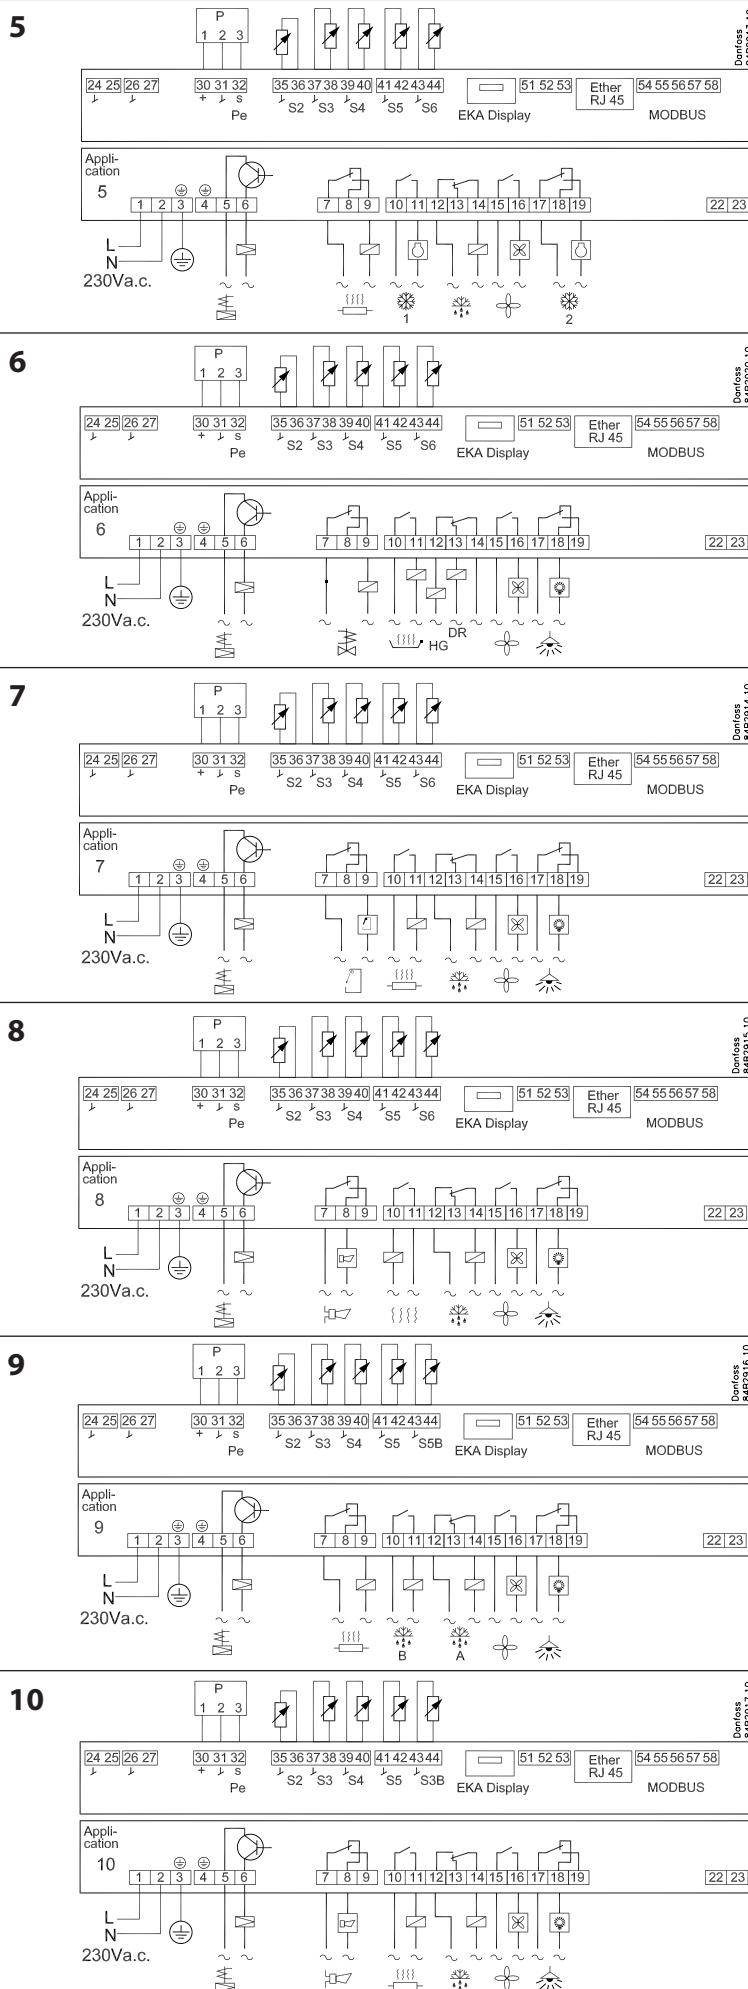 5
P
1 2 3
Danfoss
24 25 26 27 30 31 32 35 36 37 38 39 40 41 42 43 44 51 52 53 Ether RJ 45 54 55 56 57 58
+ s S2 S3 S4 S5 S6
Pe EKA Display MODBUS
Appli-
cation
5
1 2 3 4 5 6 7 8 9 10 11 12 13 14 15 16 17 18 19 22 23
L
N
230Va.c.
1 2
6
P
1 2 3
Danfoss
24 25 26 27 30 31 32 35 36 37 38 39 40 41 42 43 44 51 52 53 Ether RJ 45 54 55 56 57 58
+ s S2 S3 S4 S5 S6
Pe EKA Display MODBUS
Appli-
cation
6
1 2 3 4 5 6 7 8 9 10 11 12 13 14 15 16 17 18 19 22 23
L
N
230Va.c.
HG DR
7
P
1 2 3
Danfoss
84B2914.10
24 25 26 27 30 31 32 35 36 37 38 39 40 41 42 43 44 51 52 53 Ether RJ 45 54 55 56 57 58
+ s S2 S3 S4 S5 S6
Pe EKA Display MODBUS
Appli-
cation
7
1 2 3 4 5 6 7 8 9 10 11 12 13 14 15 16 17 18 19 22 23
L
N
230Va.c.
8
P
1 2 3
Danfoss
84B2915.10
24 25 26 27 30 31 32 35 36 37 38 39 40 41 42 43 44 51 52 53 Ether RJ 45 54 55 56 57 58
+ s S2 S3 S4 S5 S6
Pe EKA Display MODBUS
Appli-
cation
8
1 2 3 4 5 6 7 8 9 10 11 12 13 14 15 16 17 18 19 22 23
L
N
230Va.c.
9
P
1 2 3
Danfoss
84B2916.10
24 25 26 27 30 31 32 35 36 37 38 39 40 41 42 43 44 51 52 53 Ether RJ 45 54 55 56 57 58
+ s S2 S3 S4 S5 S5B
Pe EKA Display MODBUS
Appli-
cation
9
1 2 3 4 5 6 7 8 9 10 11 12 13 14 15 16 17 18 19 22 23
L
N
230Va.c.
B A
10
P
1 2 3
Danfoss
24 25 26 27 30 31 32 35 36 37 38 39 40 41 42 43 44 51 52 53 Ether RJ 45 54 55 56 57 58
+ s S2 S3 S4 S5 S3B
Pe EKA Display MODBUS
Appli-
cation
10
1 2 3 4 5 6 7 8 9 10 11 12 13 14 15 16 17 18 19 22 23
L
N
230Va.c.